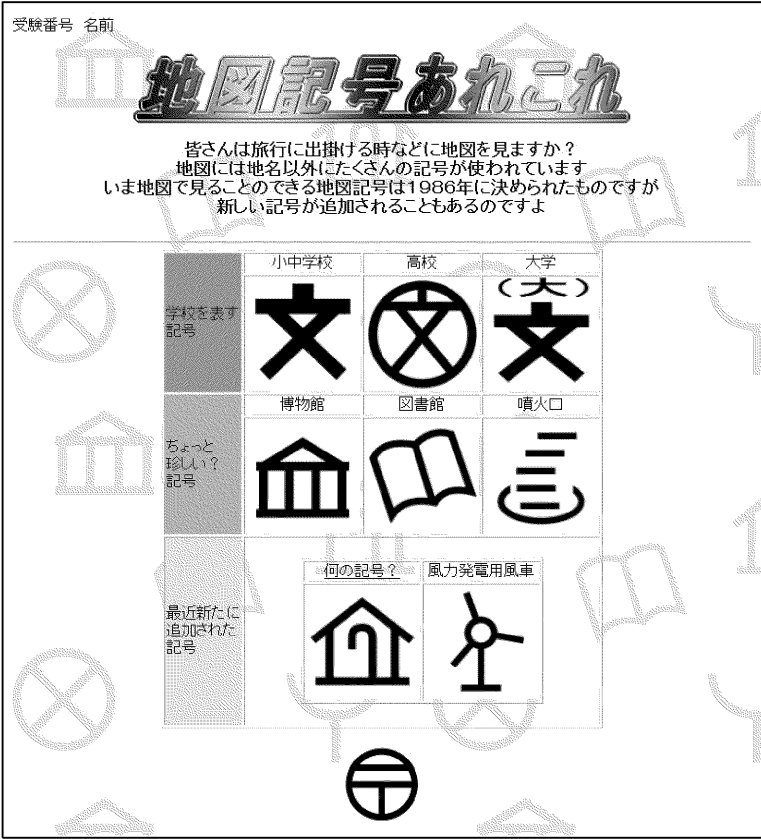 受験番号 名前
地図記号あれこれ
皆さんは旅行に出掛ける時などに地図を見ますか?
地図には地名以外にたくさんの記号が使われています
いま地図で見ることのできる地図記号は1986年に決められたものですが
新しい記号が追加されることもあるのですよ
小中学校 高校 大学
学校を表す
記号
文 文 (大)
文
博物館 図書館 噴火口
ちょっと
珍しい?
記号
何の記号? 風力発電用風車
最近新たに
追加された
記号